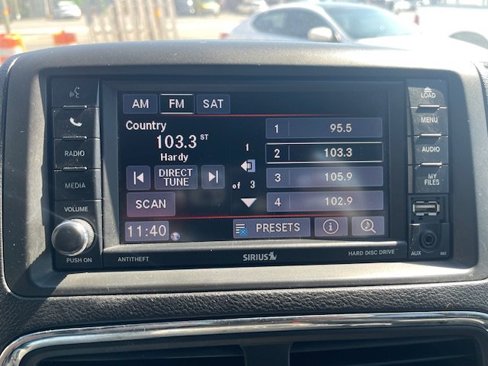 AM FM SAT
Country
103.3 ST
Hardy
DIRECT
TUNE
SCAN
11:40
1
of 3
1 95.5
2 103.3
3 105.9
4 102.9
PRESETS
RADIO
MEDIA
VOLUME
PUSH ON
LOAD
MENU
AUDIO
MY
FILES
AUX
ANTITHEFT
SIRIUS
HARD DISC DRIVE